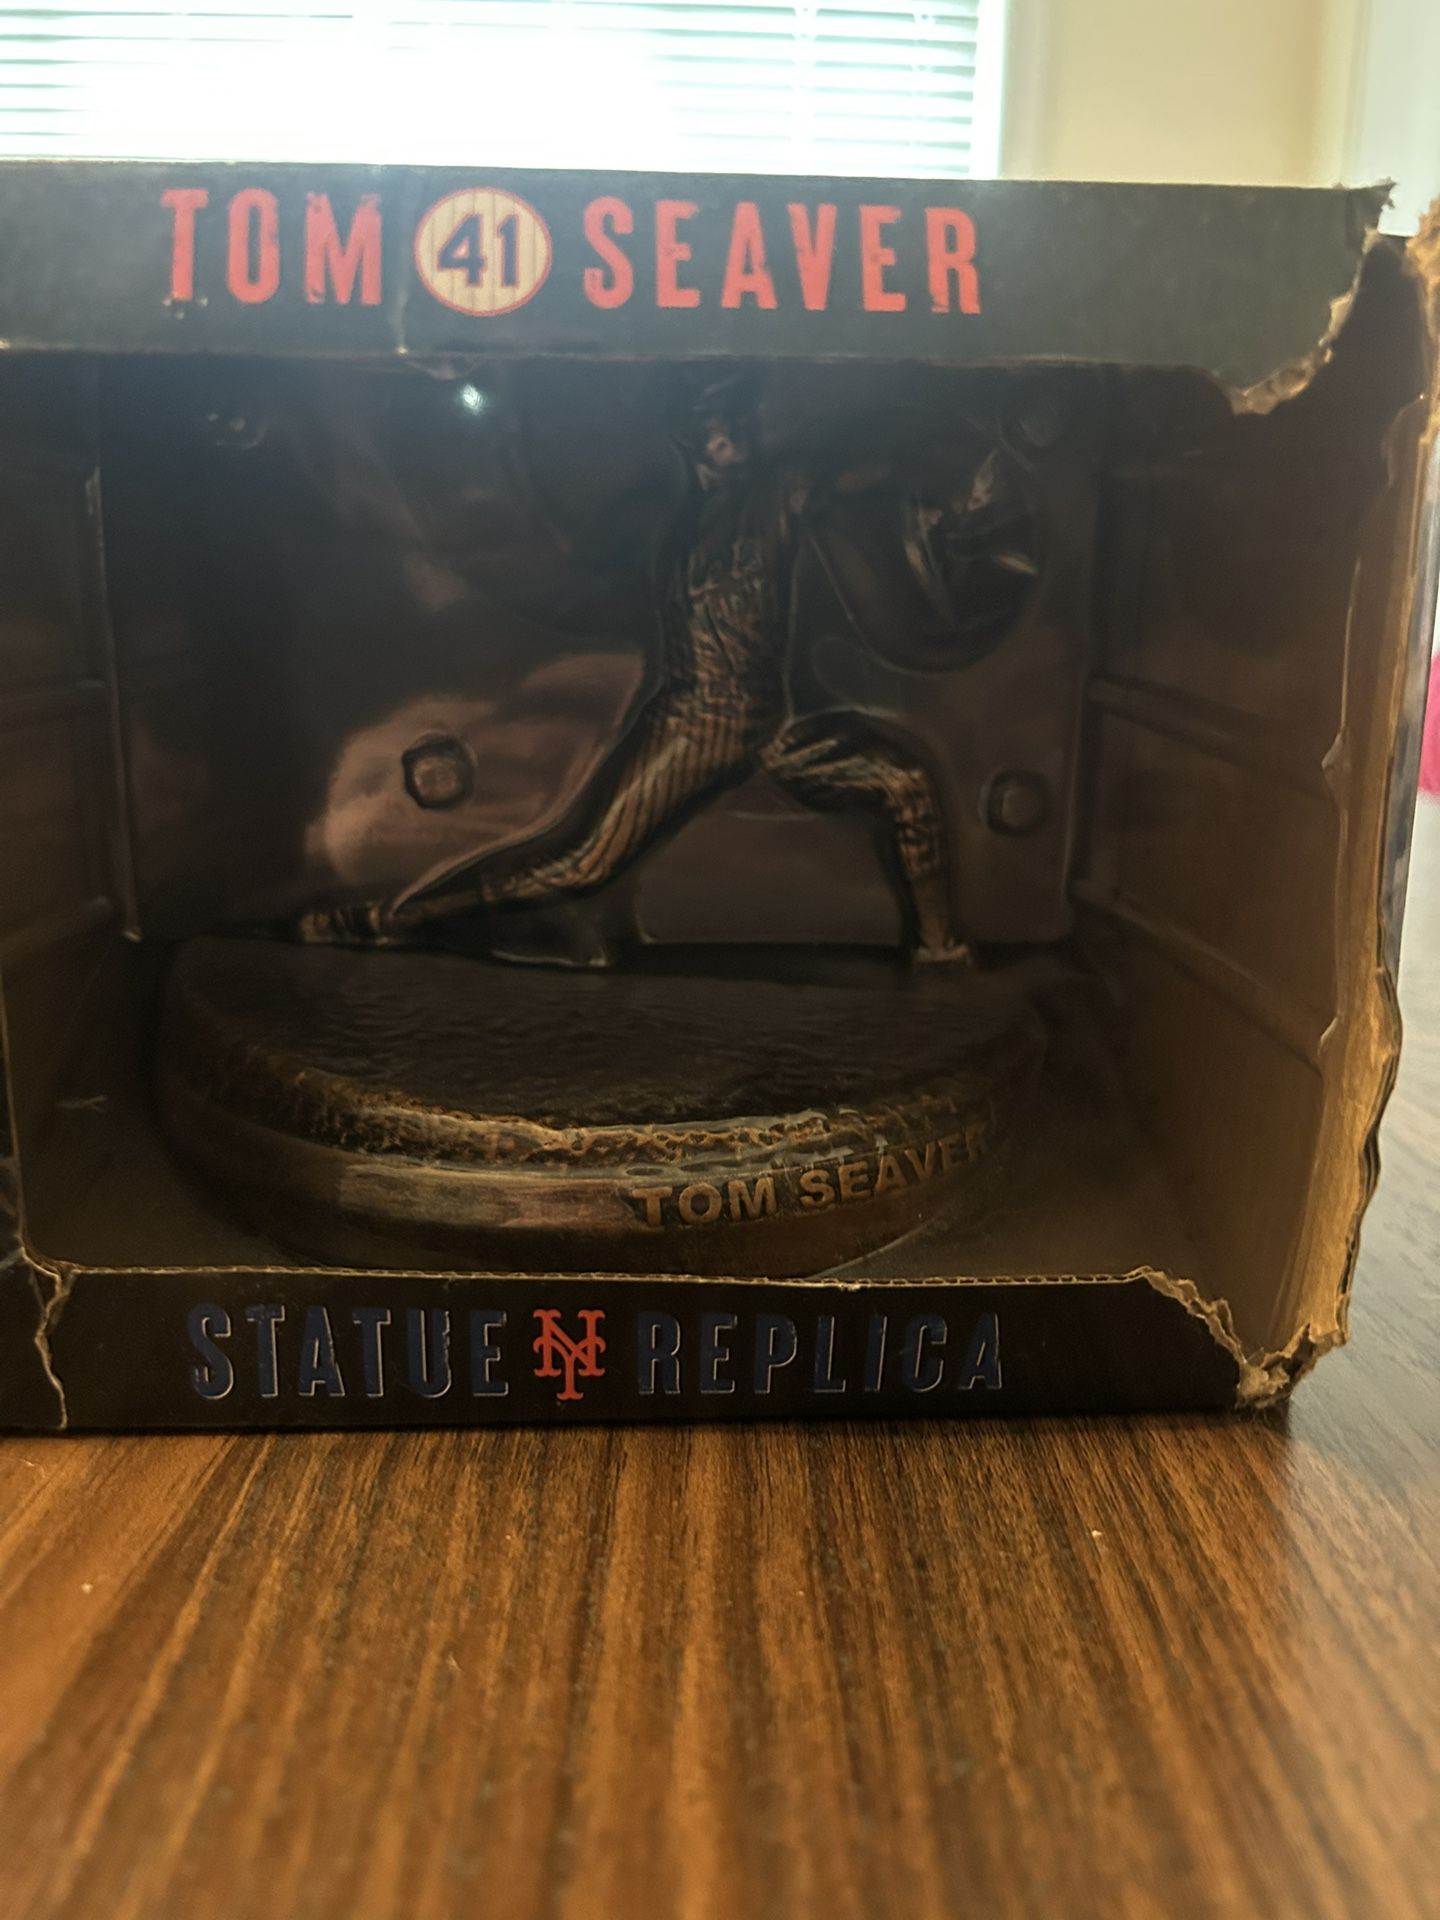 TOM 41 SEAVER
TOM SEAVER
STATUE NY REPLICA